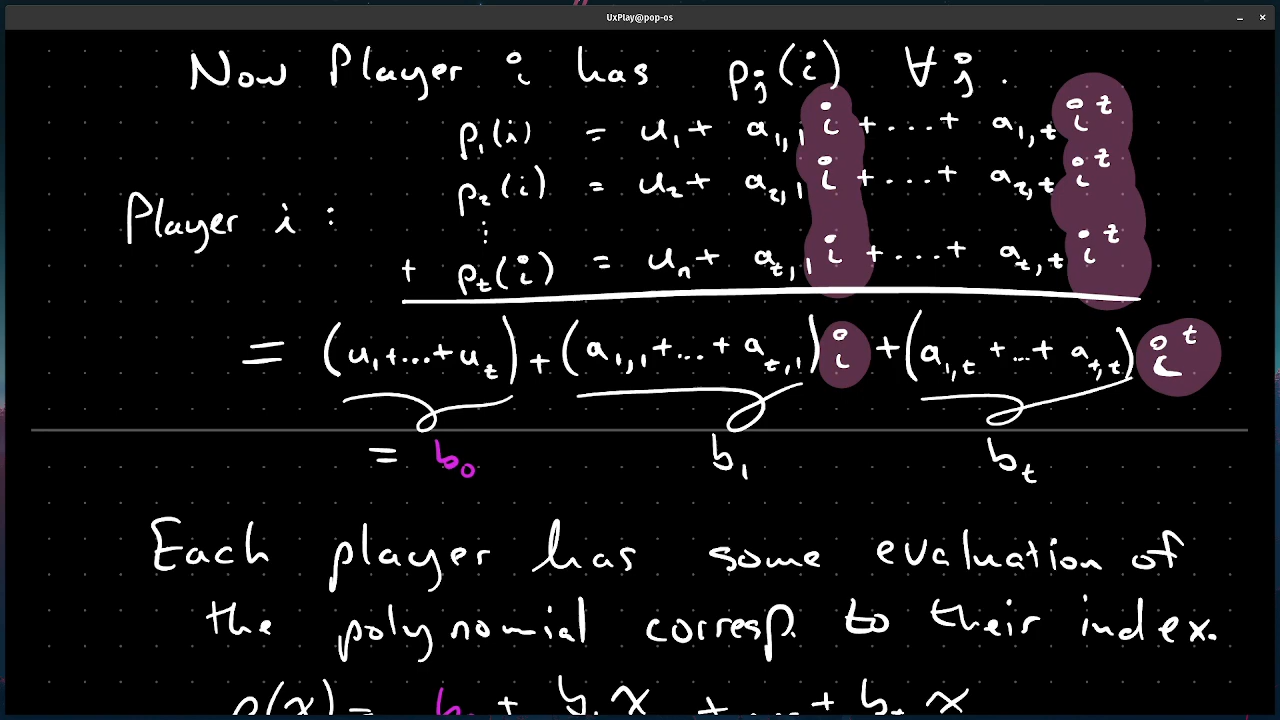 UxPlay@pop-os
Now Player i has p_j(i) ∀j.
p_1(i) = u_1 + a_{1,1} i + ... + a_{1,t} i^t
p_2(i) = u_2 + a_{2,1} i + ... + a_{2,t} i^t
Player i :
⋮
+ p_t(i) = u_n + a_{t,1} i + ... + a_{t,t} i^t
= (u_1 + ... + u_t) + (a_{1,1} + ... + a_{t,1}) i + (a_{1,t} + ... + a_{t,t}) i^t
= b_0 b_1 b_t
Each player has some evaluation of
the polynomial corresp. to their index.